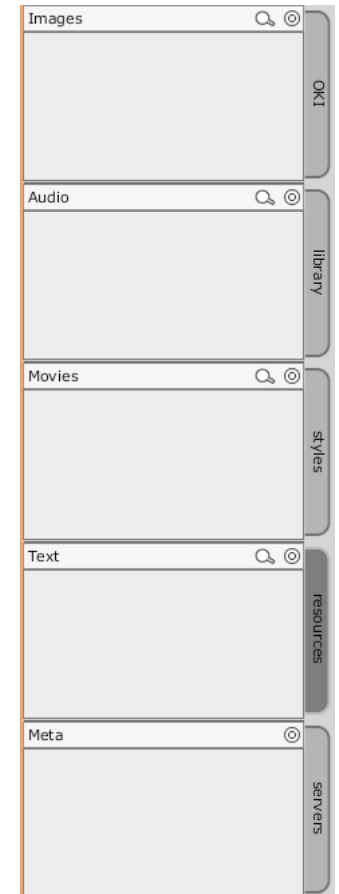 Images
OKI
Audio
library
Movies
styles
Text
resources
Meta
servers